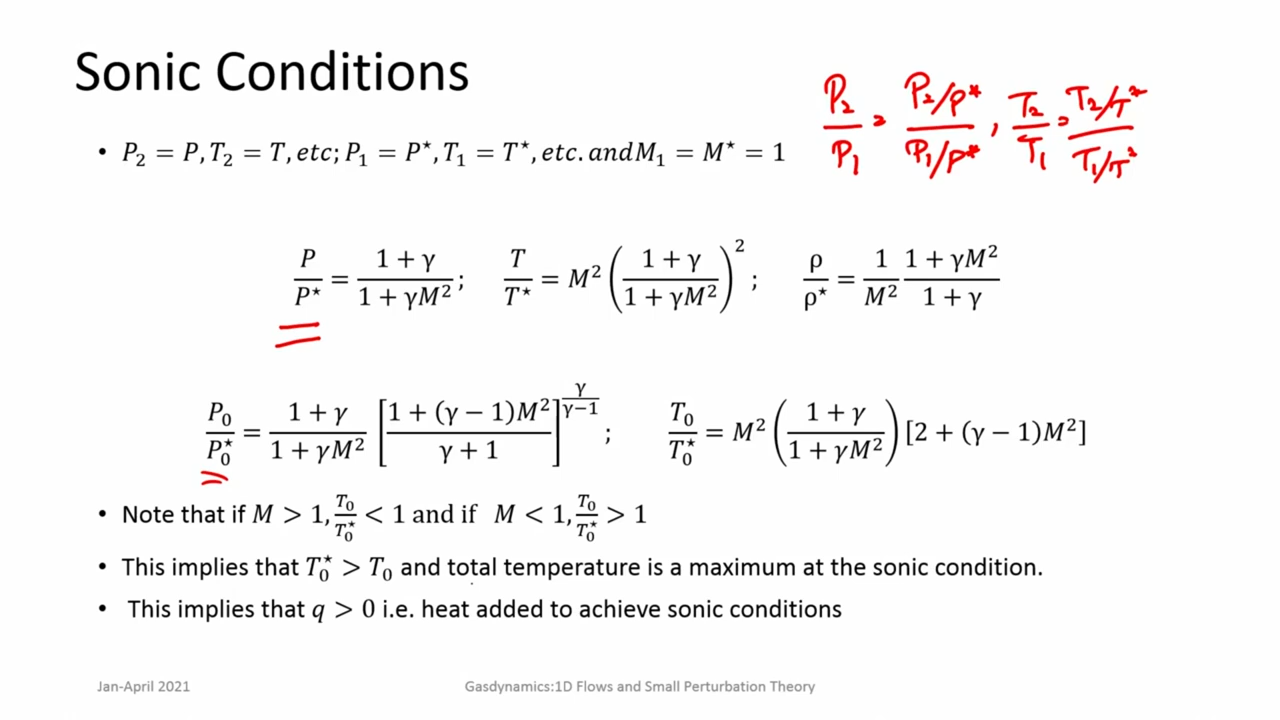 Sonic Conditions
P₂/P₁ = (P₂/P*)/(P₁/P*), T₂/T₁ = (T₂/T*)/(T₁/T*)
• P₂ = P, T₂ = T, etc; P₁ = P⋆, T₁ = T⋆, etc. andM₁ = M⋆ = 1
P/P⋆ = (1 + γ)/(1 + γM²); T/T⋆ = M² ((1 + γ)/(1 + γM²))²; ρ/ρ⋆ = 1/M² (1 + γM²)/(1 + γ)
P₀/P₀⋆ = (1 + γ)/(1 + γM²) [(1 + (γ − 1)M²)/(γ + 1)]^(γ/(γ−1)); T₀/T₀⋆ = M² ((1 + γ)/(1 + γM²)) [2 + (γ − 1)M²]
• Note that if M > 1, T₀/T₀⋆ < 1 and if M < 1, T₀/T₀⋆ > 1
• This implies that T₀⋆ > T₀ and total temperature is a maximum at the sonic condition.
• This implies that q > 0 i.e. heat added to achieve sonic conditions
Jan-April 2021
Gasdynamics:1D Flows and Small Perturbation Theory